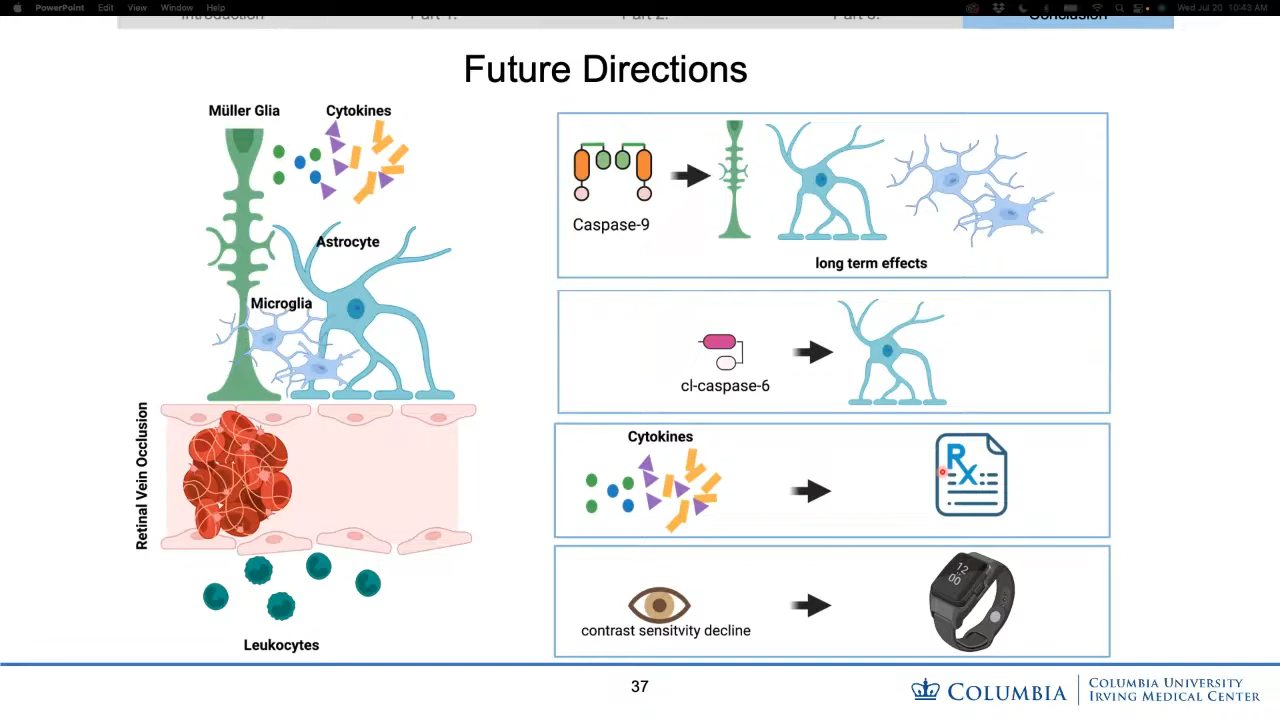 PowerPoint Edit View Window Help Wed Jul 20 10:43 AM
Introduction Part 1: Part 2: Part 3: Conclusion
Future Directions
Müller Glia Cytokines
Astrocyte
Microglia
Retinal Vein Occlusion
Leukocytes
Caspase-9
long term effects
cl-caspase-6
Cytokines
Rx
contrast sensitvity decline
12
00
37
COLUMBIA
COLUMBIA UNIVERSITY
IRVING MEDICAL CENTER